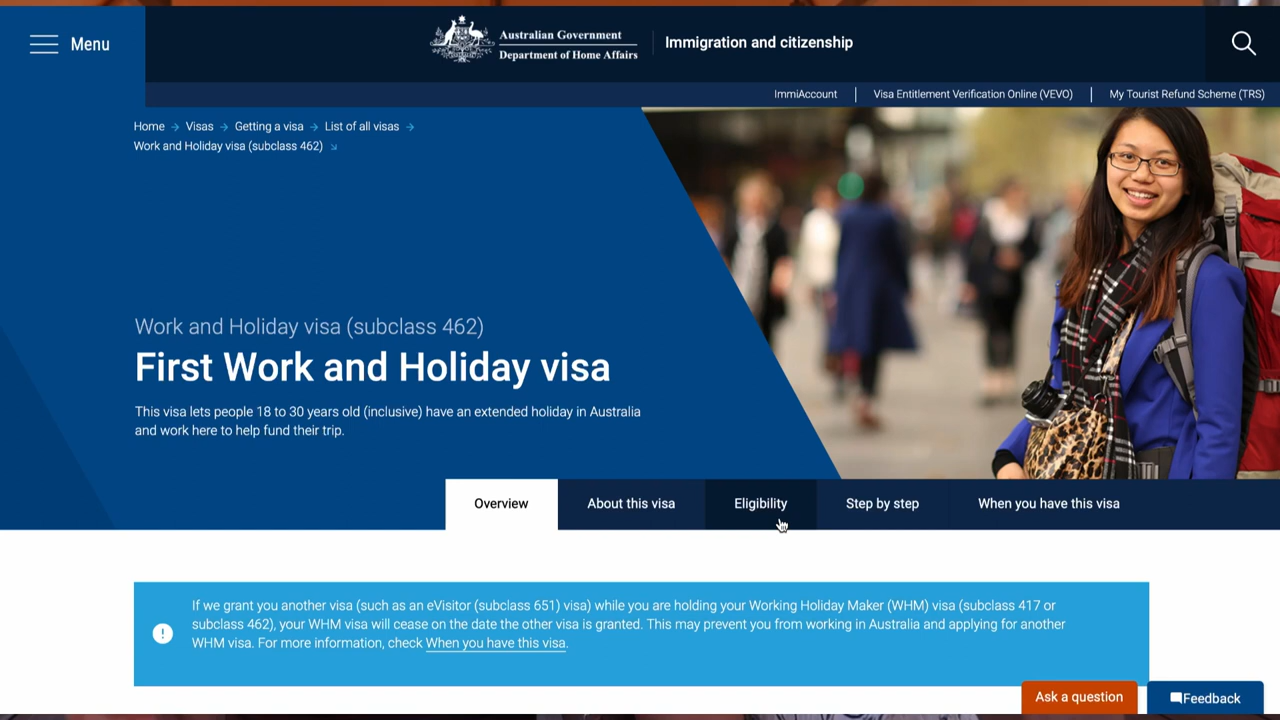 Menu
Australian Government
Department of Home Affairs
Immigration and citizenship
ImmiAccount
Visa Entitlement Verification Online (VEVO)
My Tourist Refund Scheme (TRS)
Home
Visas
Getting a visa
List of all visas
Work and Holiday visa (subclass 462)
Work and Holiday visa (subclass 462)
First Work and Holiday visa
This visa lets people 18 to 30 years old (inclusive) have an extended holiday in Australia
and work here to help fund their trip.
Overview
About this visa
Eligibility
Step by step
When you have this visa
If we grant you another visa (such as an eVisitor (subclass 651) visa) while you are holding your Working Holiday Maker (WHM) visa (subclass 417 or
subclass 462), your WHM visa will cease on the date the other visa is granted. This may prevent you from working in Australia and applying for another
WHM visa. For more information, check When you have this visa.
Ask a question
Feedback